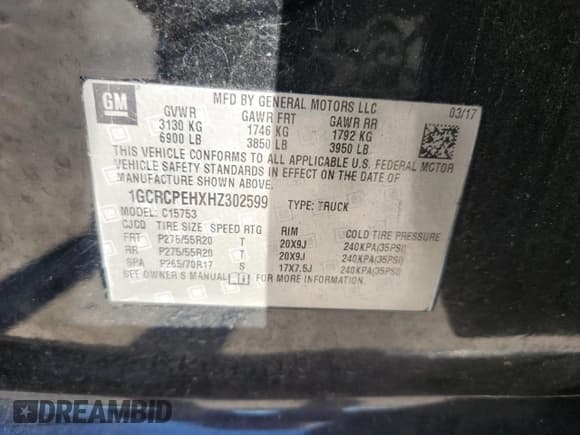 GM
MFD BY GENERAL MOTORS LLC
03/17
GVWR GAWR FRT GAWR RR
3130 KG 1746 KG 1792 KG
6900 LB 3850 LB 3950 LB
THIS VEHICLE CONFORMS TO ALL APPLICABLE U.S. FEDERAL MOTOR
VEHICLE SAFETY STANDARDS IN EFFECT ON THE DATE OF
MANUFACTURE SHOWN ABOVE.
1GCRCPEHXHZ302599 TYPE: TRUCK
MODEL: C15753
CJCD TIRE SIZE SPEED RTG RIM COLD TIRE PRESSURE
FRT P275/55R20 T 20X9J 240KPA(35PSI)
RR P275/55R20 T 20X9J 240KPA(35PSI)
SPA P265/70R17 S 17X7.5J 240KPA(35PSI)
SEE OWNER'S MANUAL FOR MORE INFORMATION.
DREAMBID